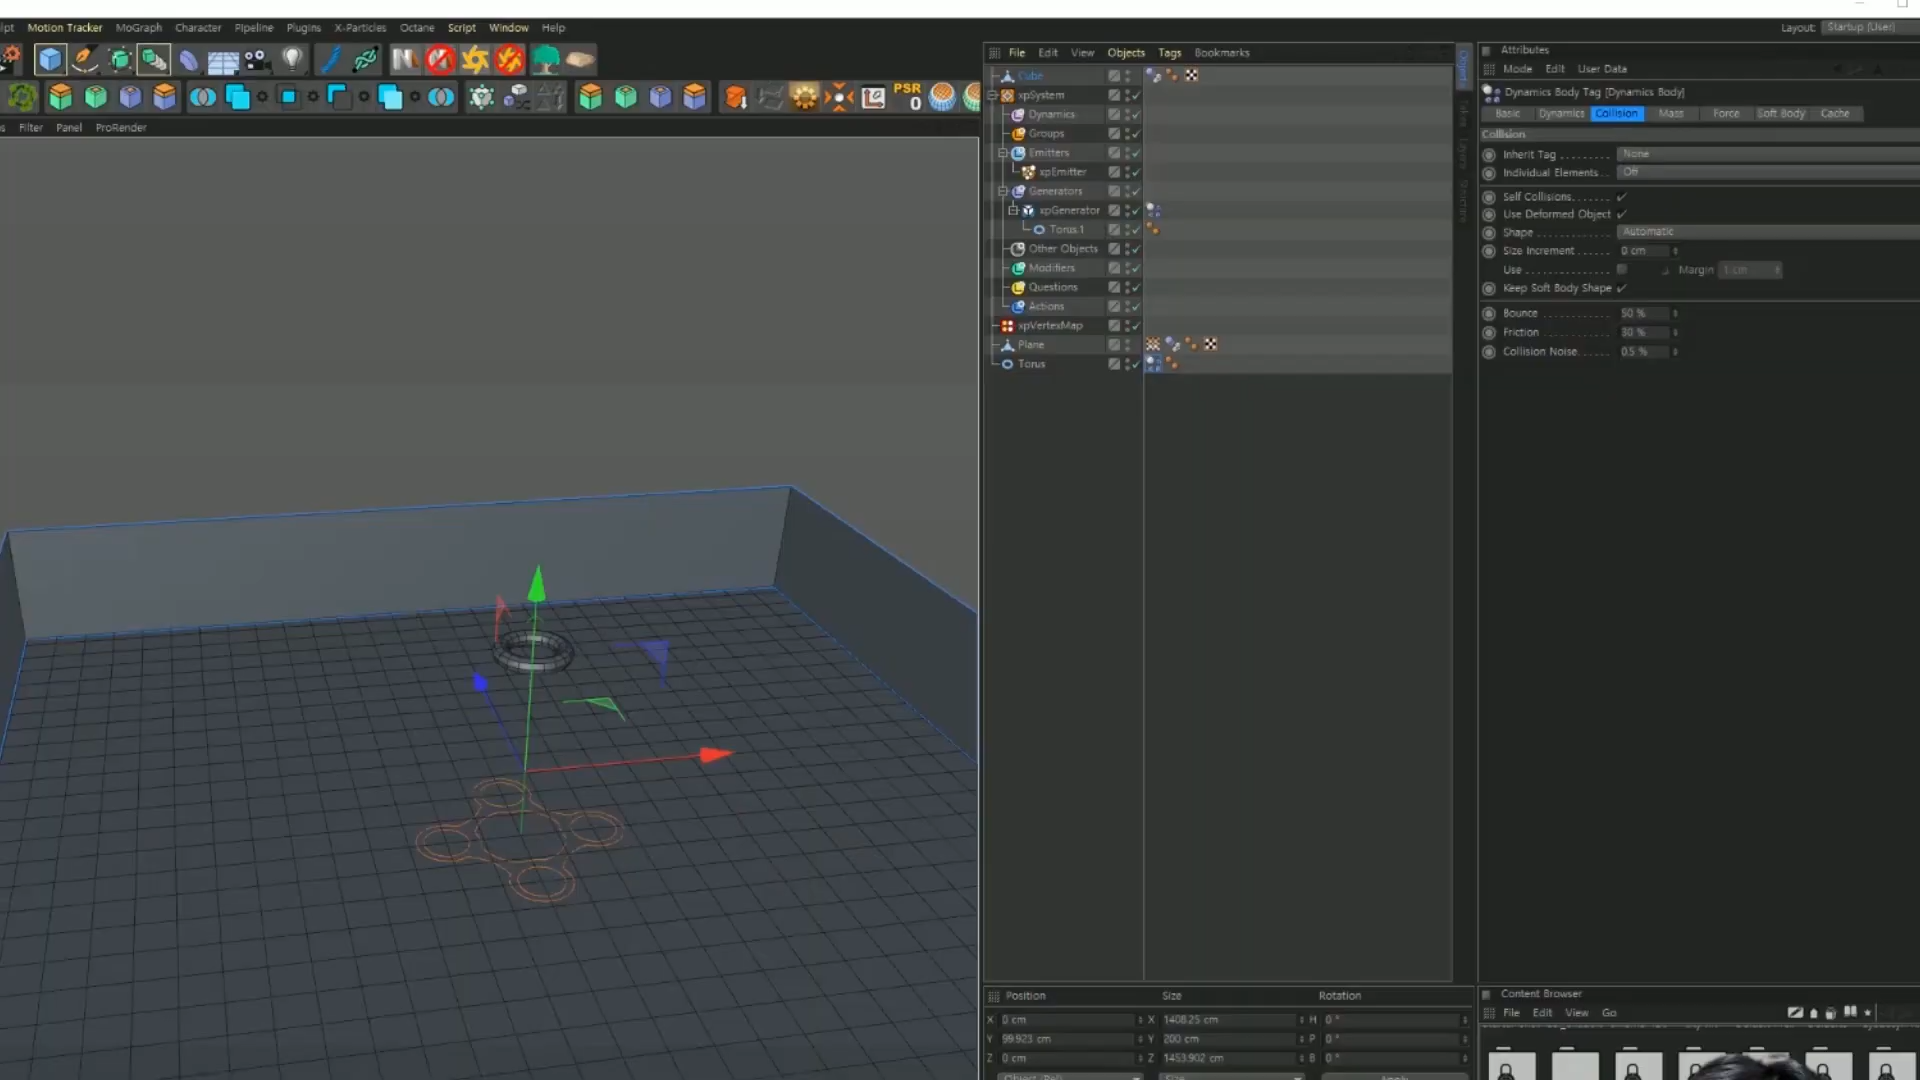 Motion Tracker MoGraph Character Pipeline Plugins X-Particles Octane Script Window Help
Layout: Startup (User)
PSR
0
Filter Panel ProRender
File Edit View Objects Tags Bookmarks
Cube
xpSystem
Dynamics
Groups
Emitters
xpEmitter
Generators
xpGenerator
Torus.1
Other Objects
Modifiers
Questions
Actions
xpVertexMap
Plane
Torus
Attributes
Mode Edit User Data
Dynamics Body Tag [Dynamics Body]
Basic Dynamics Collision Mass Force Soft Body Cache
Collision
Inherit Tag ......... None
Individual Elements .. Off
Self Collisions ......
Use Deformed Object
Shape ............ Automatic
Size Increment ...... 0 cm
Use ............... Margin 1 cm
Keep Soft Body Shape
Bounce ........... 50 %
Friction ........... 30 %
Collision Noise ..... 0.5 %
Position Size Rotation
X 0 cm X 1408.25 cm H 0 °
Y 99.923 cm Y 200 cm P 0 °
Z 0 cm Z 1453.902 cm B 0 °
Object (Rel) Size Apply
Content Browser
File Edit View Go